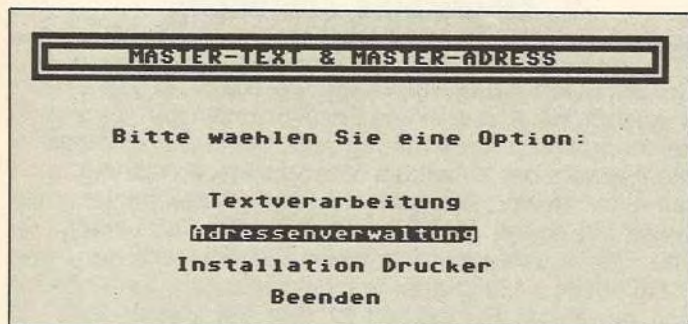 MASTER-TEXT & MASTER-ADRESS
Bitte waehlen Sie eine Option:
Textverarbeitung
Adressenverwaltung
Installation Drucker
Beenden